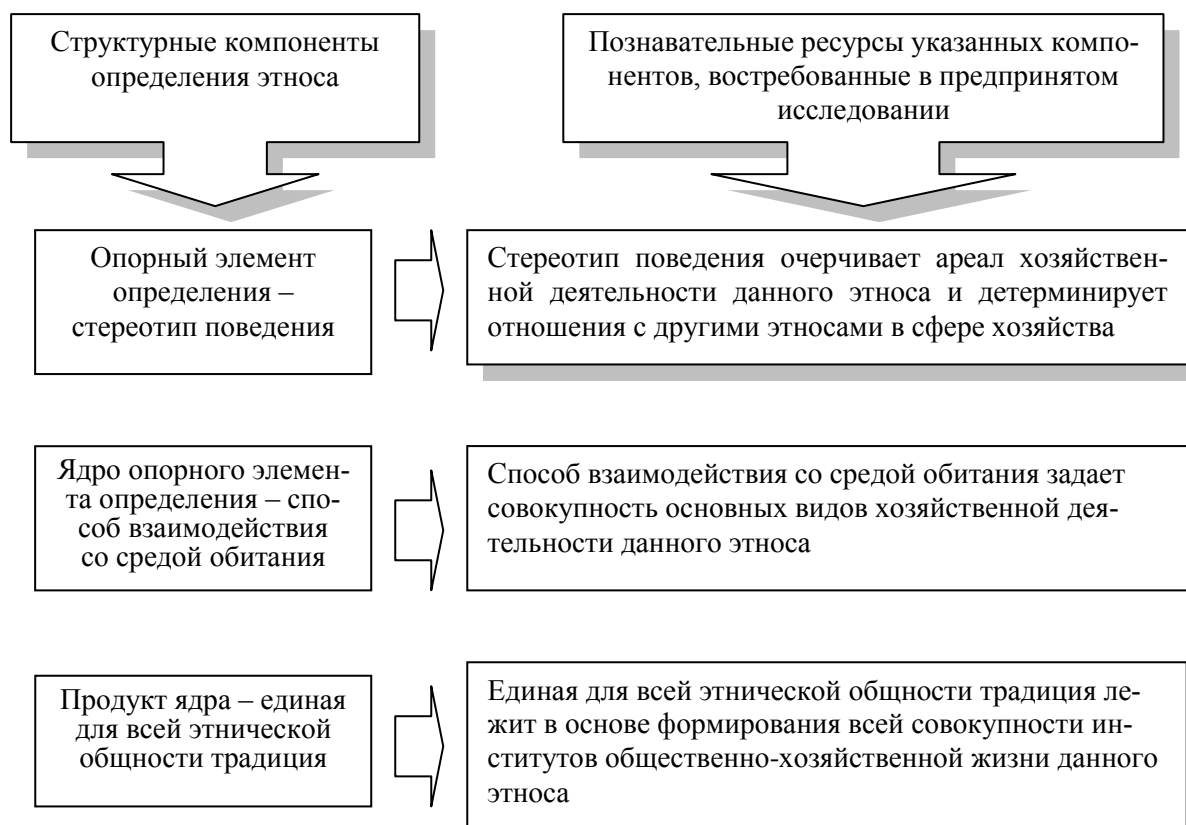 Структурные компоненты
определения этноса
Познавательные ресурсы указанных компо-
нентов, востребованные в предпринятом
исследовании
Опорный элемент
определения –
стереотип поведения
Стереотип поведения очерчивает ареал хозяйствен-
ной деятельности данного этноса и детерминирует
отношения с другими этносами в сфере хозяйства
Ядро опорного элемен-
та определения – спо-
соб взаимодействия
со средой обитания
Способ взаимодействия со средой обитания задает
совокупность основных видов хозяйственной дея-
тельности данного этноса
Продукт ядра – единая
для всей этнической
общности традиция
Единая для всей этнической общности традиция ле-
жит в основе формирования всей совокупности ин-
ститутов общественно-хозяйственной жизни данного
этноса